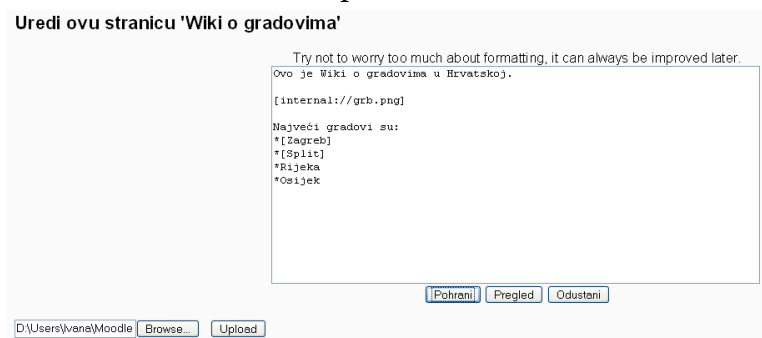 Uredi ovu stranicu 'Wiki o gradovima'
Try not to worry too much about formatting, it can always be improved later.
Ovo je Wiki o gradovima u Hrvatskoj.
[internal://grb.png]
Najveći gradovi su:
*[Zagreb]
*[Split]
*Rijeka
*Osijek
Pohrani Pregled Odustani
D:\Users\Ivana\Moodle Browse... Upload